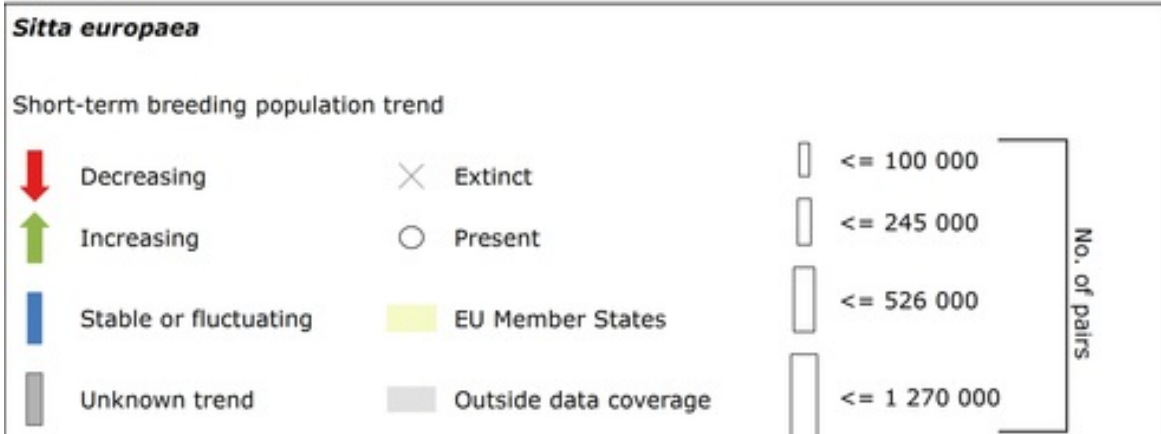 Sitta europaea
Short-term breeding population trend
Decreasing
Increasing
Stable or fluctuating
Unknown trend
Extinct
Present
EU Member States
Outside data coverage
<= 100 000
<= 245 000
<= 526 000
<= 1 270 000
No. of pairs